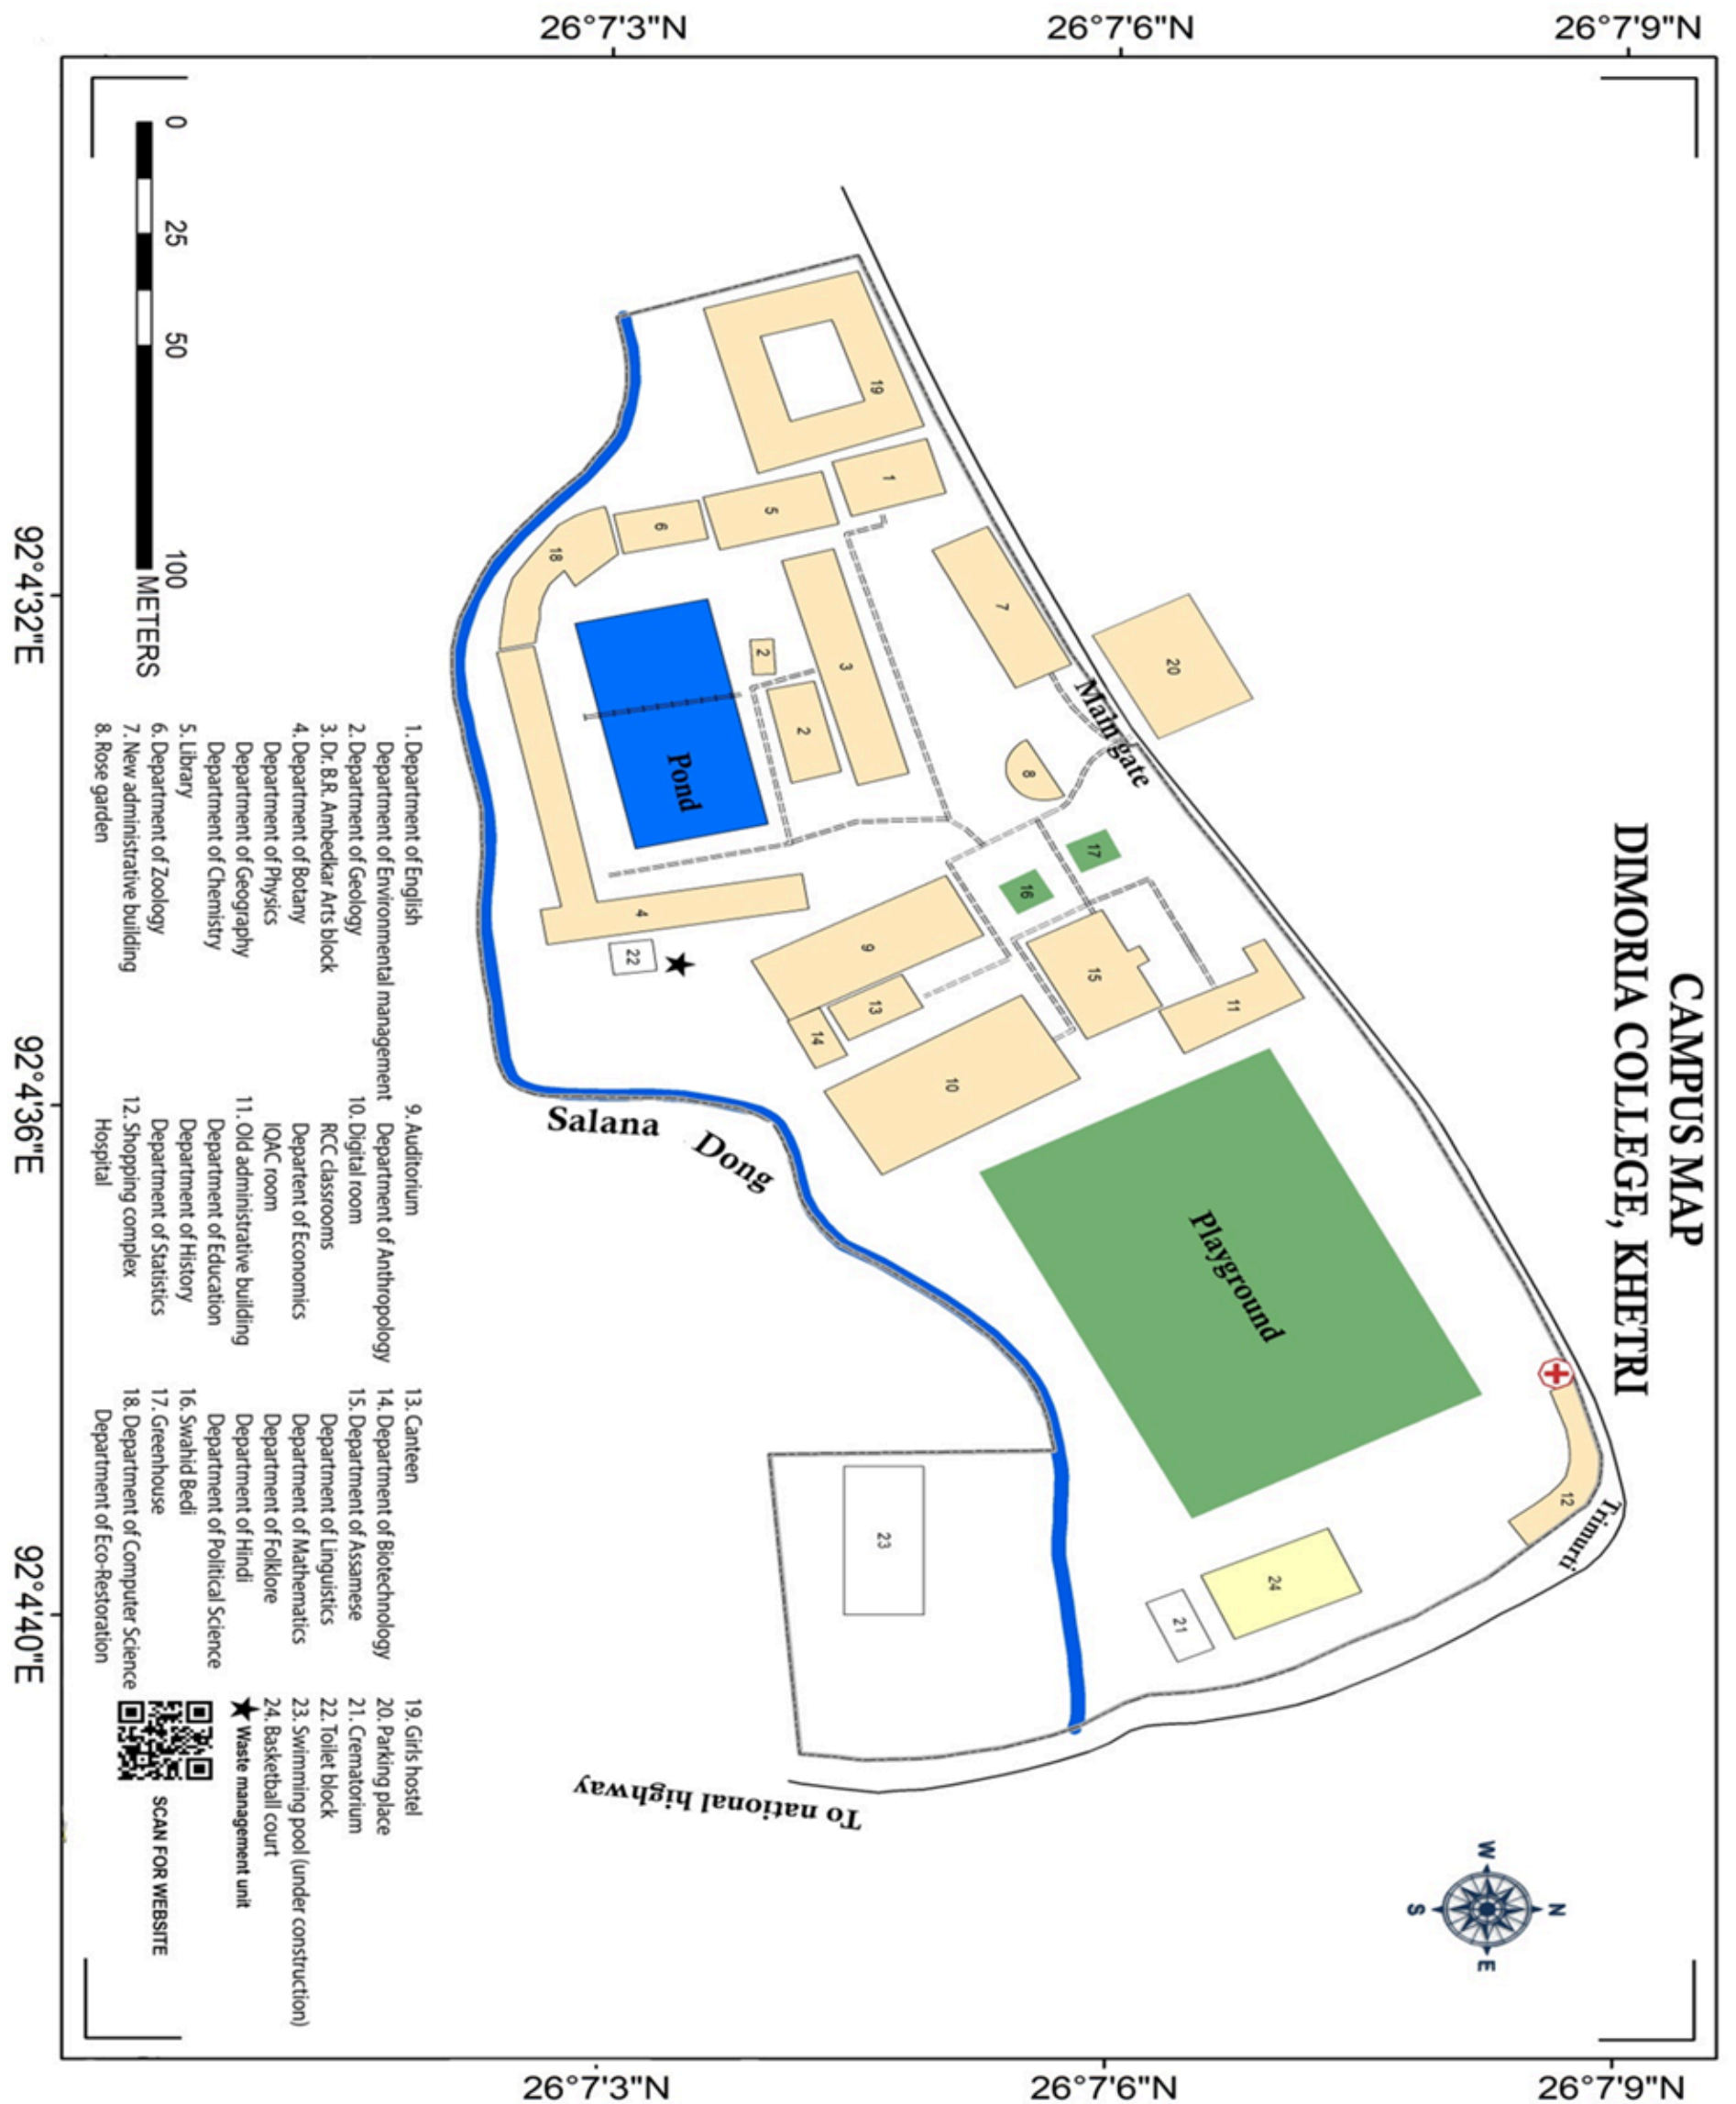 CAMPUS MAP
DIMORIA COLLEGE, KHETRI
26°7'3"N
26°7'6"N
26°7'9"N
92°4'32"E
92°4'36"E
92°4'40"E
26°7'3"N
26°7'6"N
26°7'9"N
0 25 50 100
METERS
W
N
S
E
19
1
5
6
18
7
20
3
2
2
8
17
16
4
22
9
13
14
15
11
10
12
24
21
23
Main gate
Pond
Playground
Salana
Dong
Trimurti
To national highway
1. Department of English
Department of Environmental management
2. Department of Geology
3. Dr. B.R. Ambedkar Arts block
4. Department of Botany
Department of Physics
Department of Geography
Department of Chemistry
5. Library
6. Department of Zoology
7. New administrative building
8. Rose garden
9. Auditorium
Department of Anthropology
10. Digital room
RCC classrooms
Departent of Economics
IQAC room
11. Old administrative building
Department of Education
Department of History
Department of Statistics
12. Shopping complex
Hospital
13. Canteen
14. Department of Biotechnology
15. Department of Assamese
Department of Linguistics
Department of Mathematics
Department of Folklore
Department of Hindi
Department of Political Science
16. Swahid Bedi
17. Greenhouse
18. Department of Computer Science
Department of Eco-Restoration
19. Girls hostel
20. Parking place
21. Crematorium
22. Toilet block
23. Swimming pool (under construction)
24. Basketball court
★ Waste management unit
SCAN FOR WEBSITE